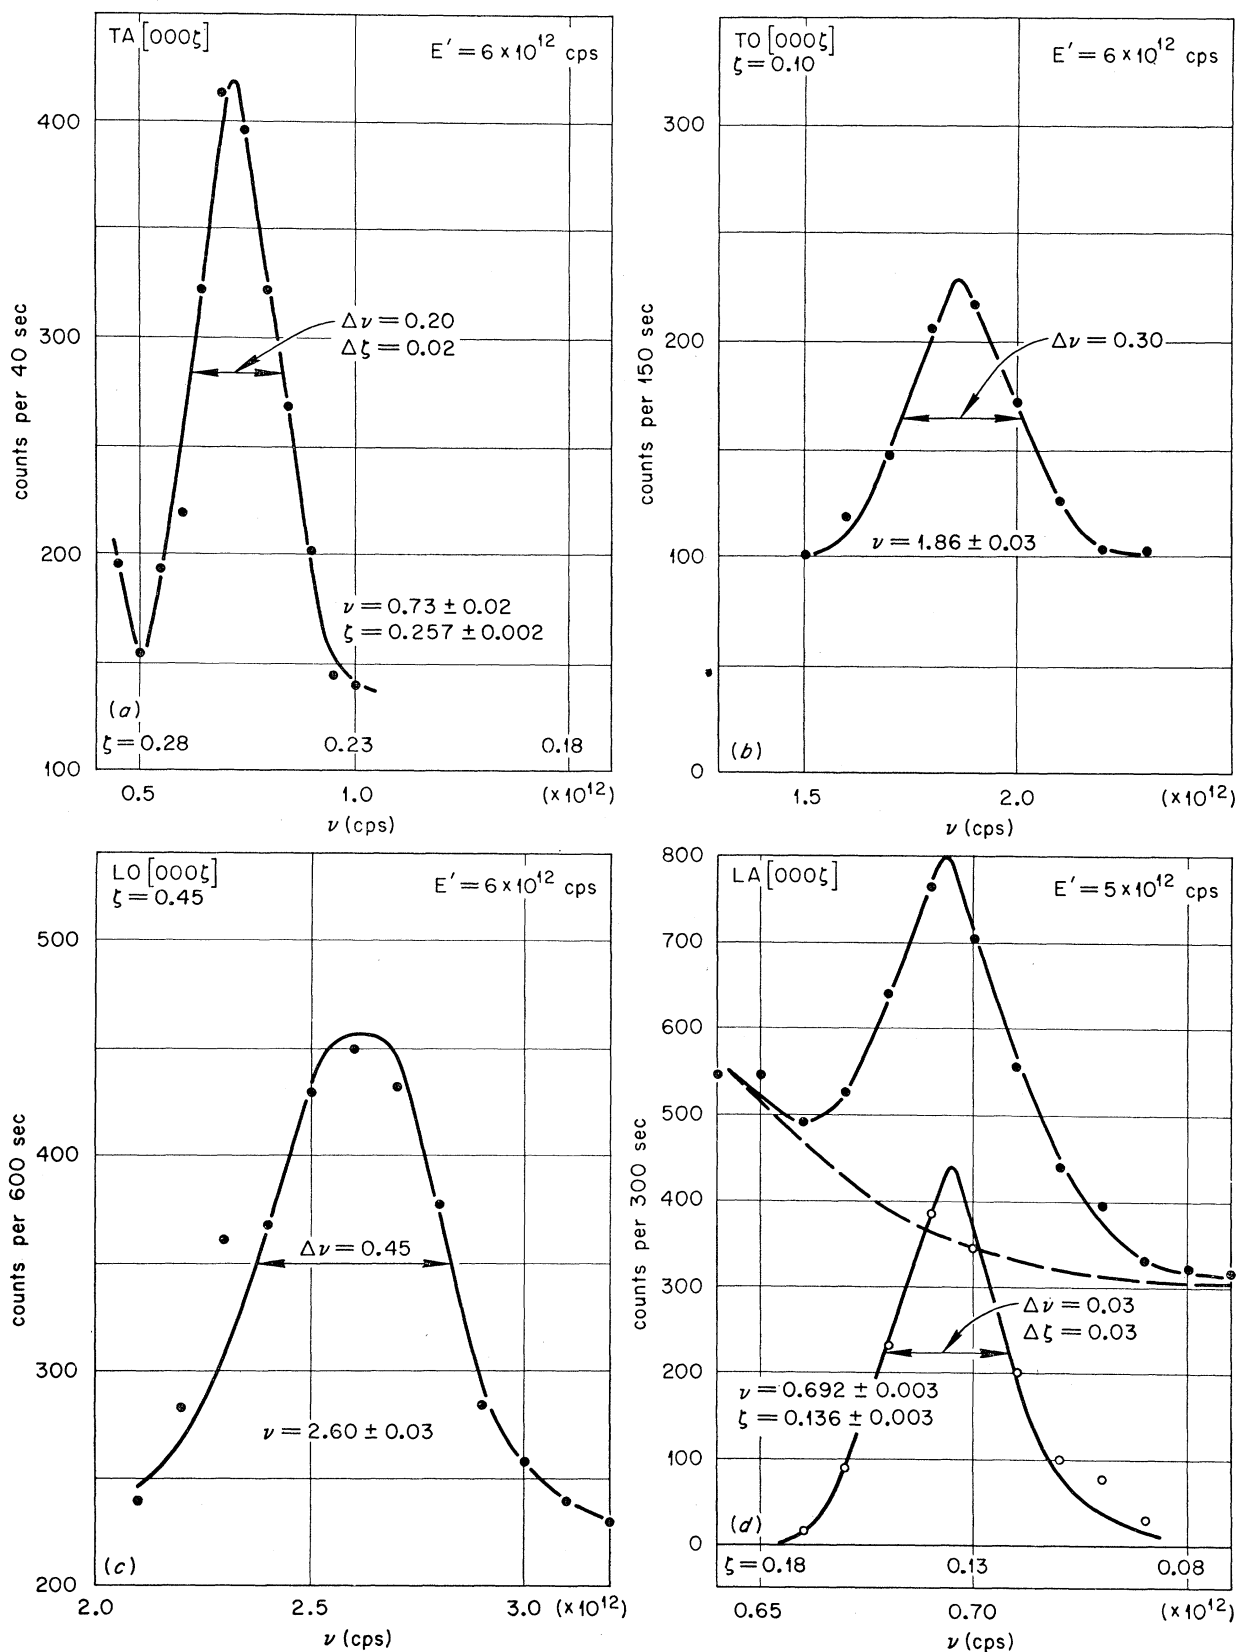 TA [000ζ]
E′ = 6 × 10¹² cps
counts per 40 sec
400
300
200
100
Δν = 0.20
Δζ = 0.02
ν = 0.73 ± 0.02
ζ = 0.257 ± 0.002
(a)
ζ = 0.28
0.23
0.18
0.5
1.0
(×10¹²)
ν (cps)
TO [000ζ]
ζ = 0.10
E′ = 6 × 10¹² cps
counts per 150 sec
300
200
100
0
Δν = 0.30
ν = 1.86 ± 0.03
(b)
1.5
2.0
(×10¹²)
ν (cps)
LO [000ζ]
ζ = 0.45
E′ = 6 × 10¹² cps
counts per 600 sec
500
400
300
200
Δν = 0.45
ν = 2.60 ± 0.03
(c)
2.0
2.5
3.0
(×10¹²)
ν (cps)
LA [000ζ]
E′ = 5 × 10¹² cps
counts per 300 sec
800
700
600
500
400
300
200
100
0
Δν = 0.03
Δζ = 0.03
ν = 0.692 ± 0.003
ζ = 0.136 ± 0.003
(d)
ζ = 0.18
0.13
0.08
0.65
0.70
(×10¹²)
ν (cps)